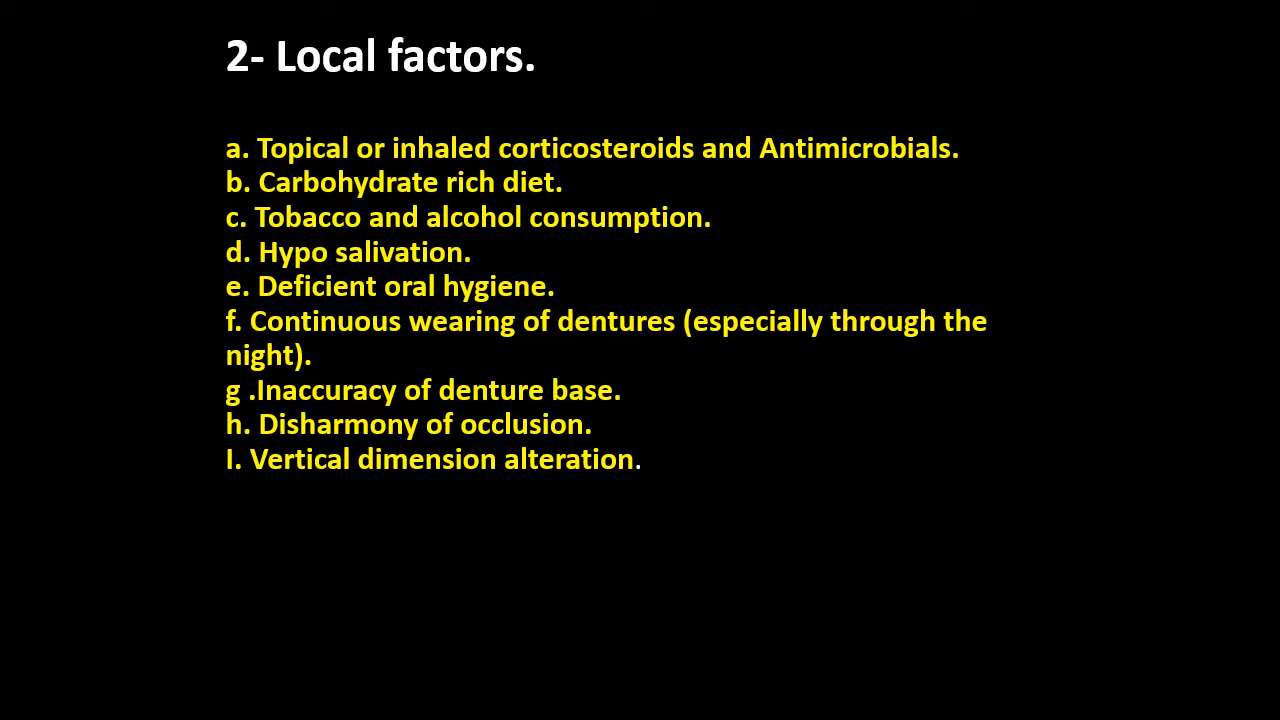 2- Local factors.
a. Topical or inhaled corticosteroids and Antimicrobials.
b. Carbohydrate rich diet.
c. Tobacco and alcohol consumption.
d. Hypo salivation.
e. Deficient oral hygiene.
f. Continuous wearing of dentures (especially through the
night).
g .Inaccuracy of denture base.
h. Disharmony of occlusion.
I. Vertical dimension alteration.